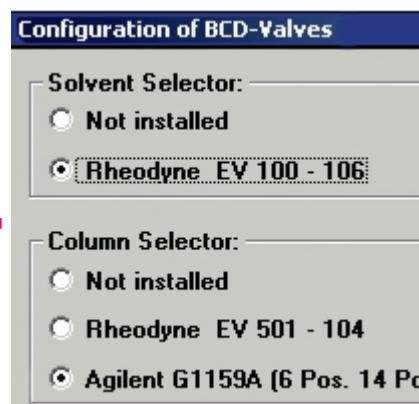 Configuration of BCD-Valves
Solvent Selector:
Not installed
Rheodyne EV 100 - 106
Column Selector:
Not installed
Rheodyne EV 501 - 104
Agilent G1159A (6 Pos. 14